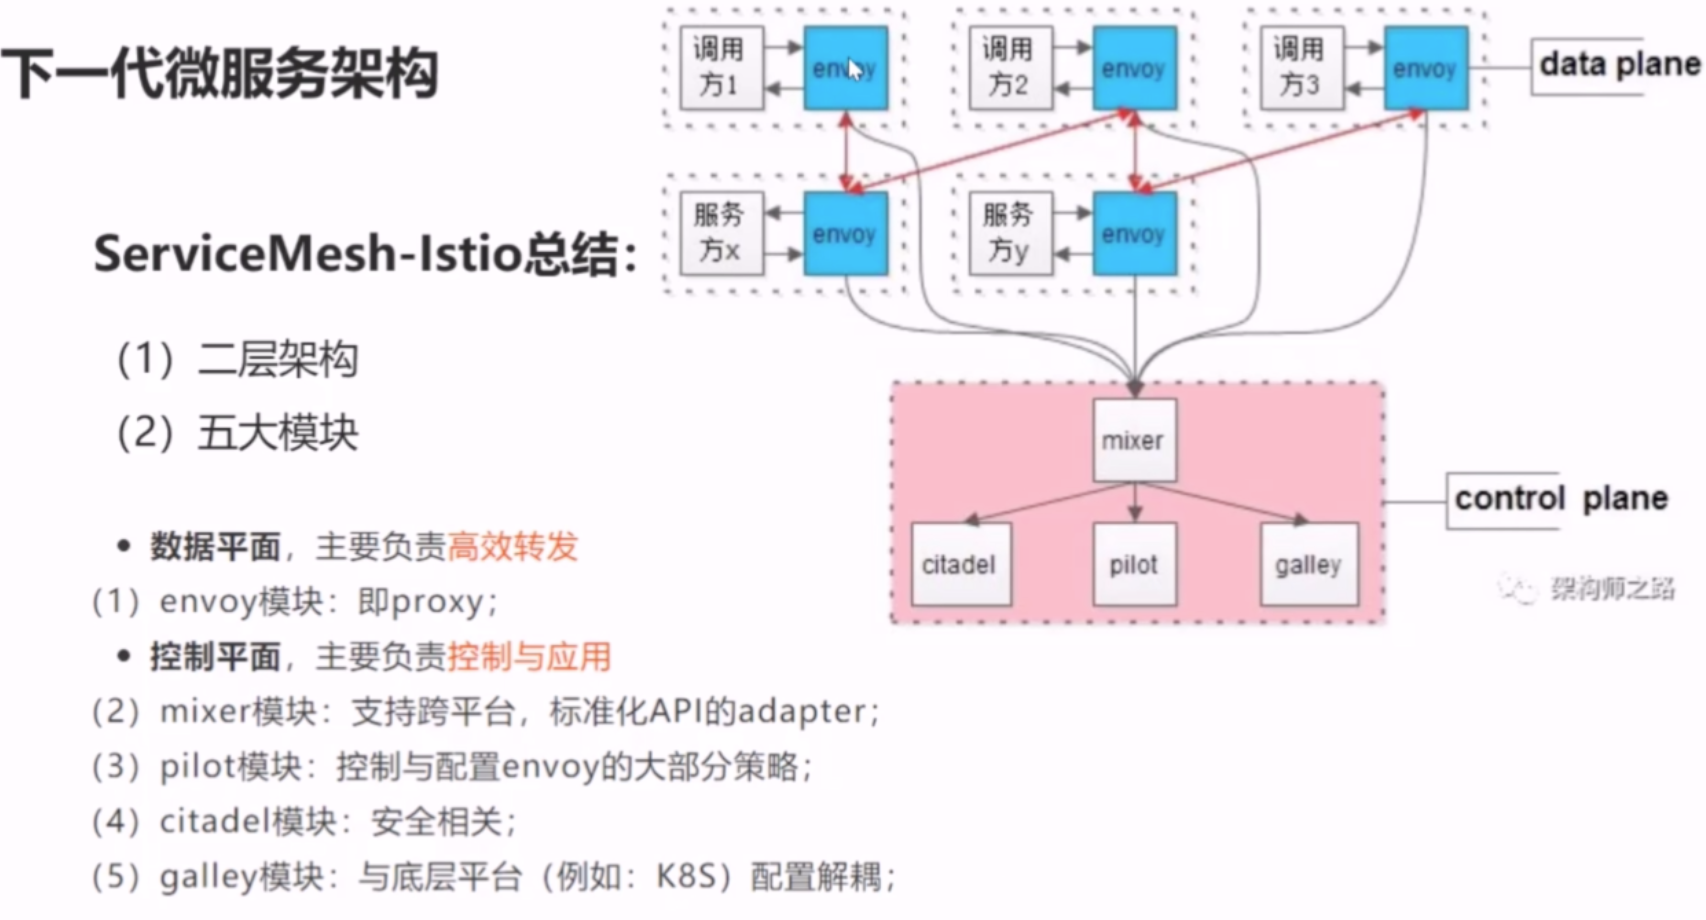 下一代微服务架构
ServiceMesh-Istio总结：
（1）二层架构
（2）五大模块
● 数据平面，主要负责高效转发
（1）envoy模块：即proxy；
● 控制平面，主要负责控制与应用
（2）mixer模块：支持跨平台，标准化API的adapter；
（3）pilot模块：控制与配置envoy的大部分策略；
（4）citadel模块：安全相关；
（5）galley模块：与底层平台（例如：K8S）配置解耦；
调用
方1
envoy
调用
方2
envoy
调用
方3
envoy
data plane
服务
方x
envoy
服务
方y
envoy
mixer
citadel
pilot
galley
control plane
架构师之路